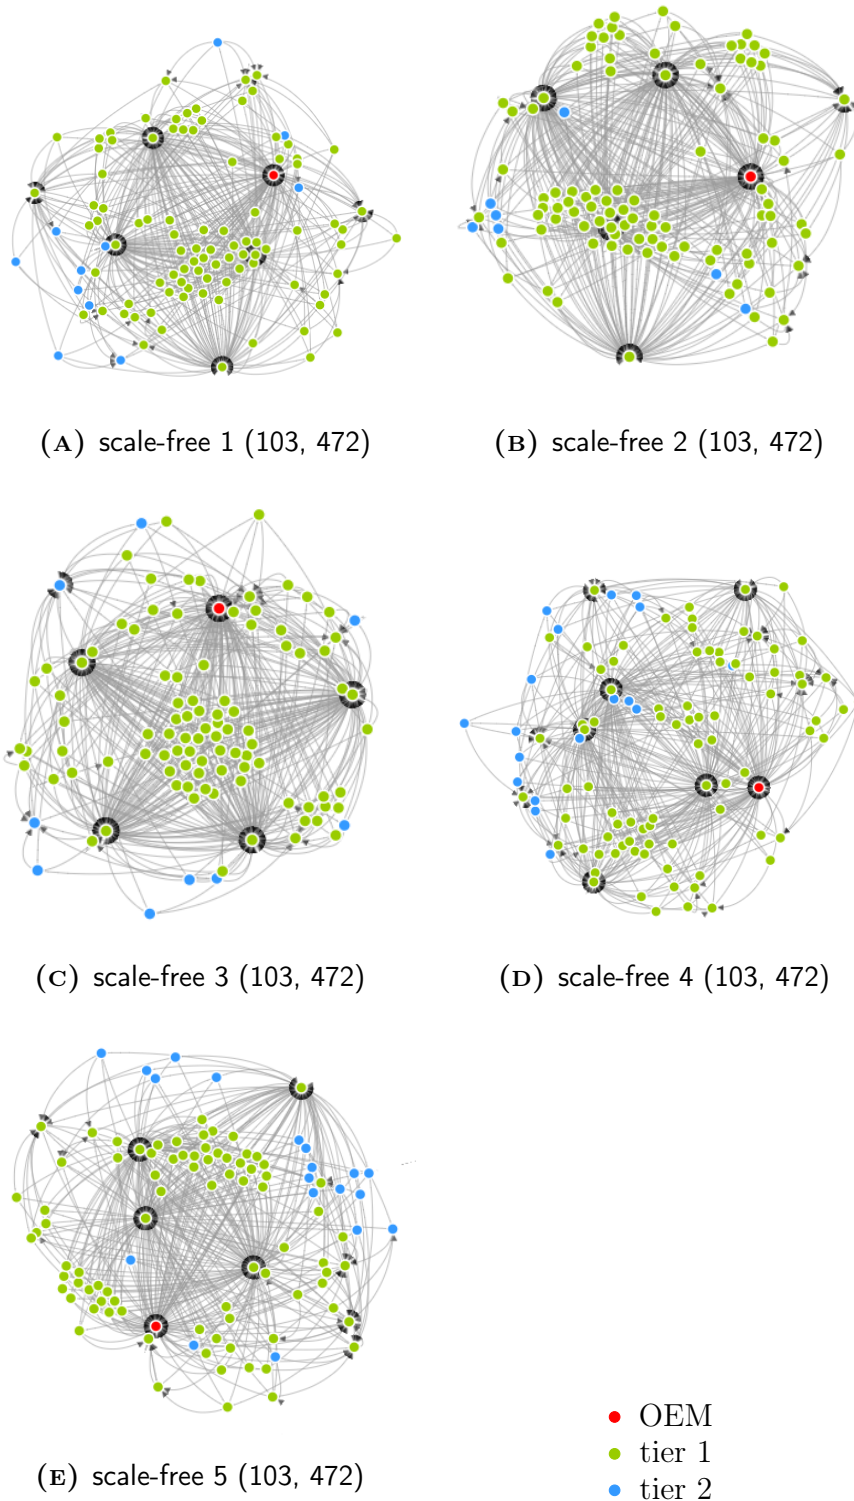 (A) scale-free 1 (103, 472)
(B) scale-free 2 (103, 472)
(C) scale-free 3 (103, 472)
(D) scale-free 4 (103, 472)
(E) scale-free 5 (103, 472)
OEM
tier 1
tier 2